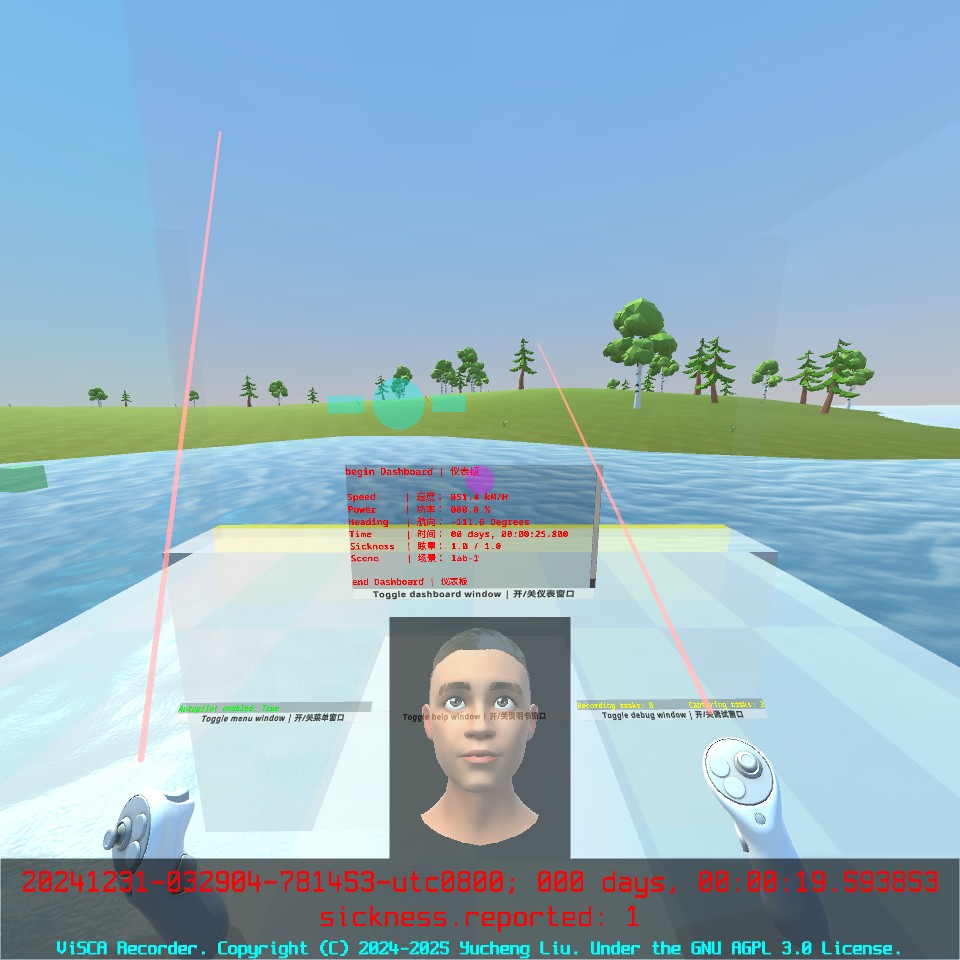 begin Dashboard | 仪表板
Speed | 速度： 051.4 kM/H
Power | 功率： 080.0 %
Heading | 航向： -111.6 Degrees
Time | 时间： 00 days, 00:00:25.800
Sickness | 眩晕： 1.0 / 1.0
Scene | 场景： lab-1
end Dashboard | 仪表板
Toggle dashboard window | 开/关仪表窗口
Autopilot enabled: True
Toggle menu window | 开/关菜单窗口
Toggle help window | 开/关说明书窗口
Recording tasks: 0 Capturing tasks: 3
Toggle debug window | 开/关调试窗口
20241231-032904-781453-utc0800; 000 days, 00:00:19.593853
sickness.reported: 1
ViSCA Recorder. Copyright (C) 2024-2025 Yucheng Liu. Under the GNU AGPL 3.0 License.